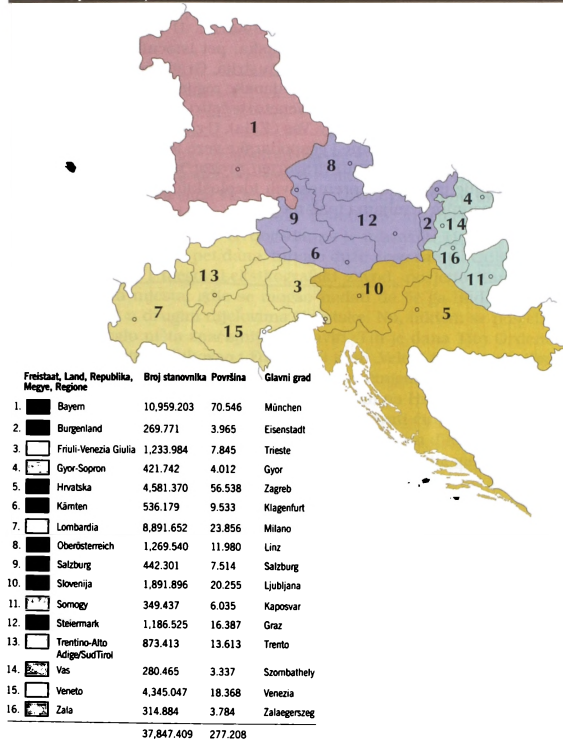 1
8
4
9
12
2
14
6
16
13
3
10
11
7
5
15
Freistaat, Land, Republika, Megye, Regione Broj stanovnika Površina Glavni grad
1. Bayern 10,959.203 70.546 München
2. Burgenland 269.771 3.965 Eisenstadt
3. Friuli-Venezia Giulia 1,233.984 7.845 Trieste
4. Gyor-Sopron 421.742 4.012 Gyor
5. Hrvatska 4,581.370 56.538 Zagreb
6. Kärnten 536.179 9.533 Klagenfurt
7. Lombardia 8,891.652 23.856 Milano
8. Oberösterreich 1,269.540 11.980 Linz
9. Salzburg 442.301 7.514 Salzburg
10. Slovenija 1,891.896 20.255 Ljubljana
11. Somogy 349.437 6.035 Kaposvar
12. Steiermark 1,186.525 16.387 Graz
13. Trentino-Alto 873.413 13.613 Trento
Adige/SudTirol
14. Vas 280.465 3.337 Szombathely
15. Veneto 4,345.047 18.368 Venezia
16. Zala 314.884 3.784 Zalaegerszeg
37,847.409 277.208